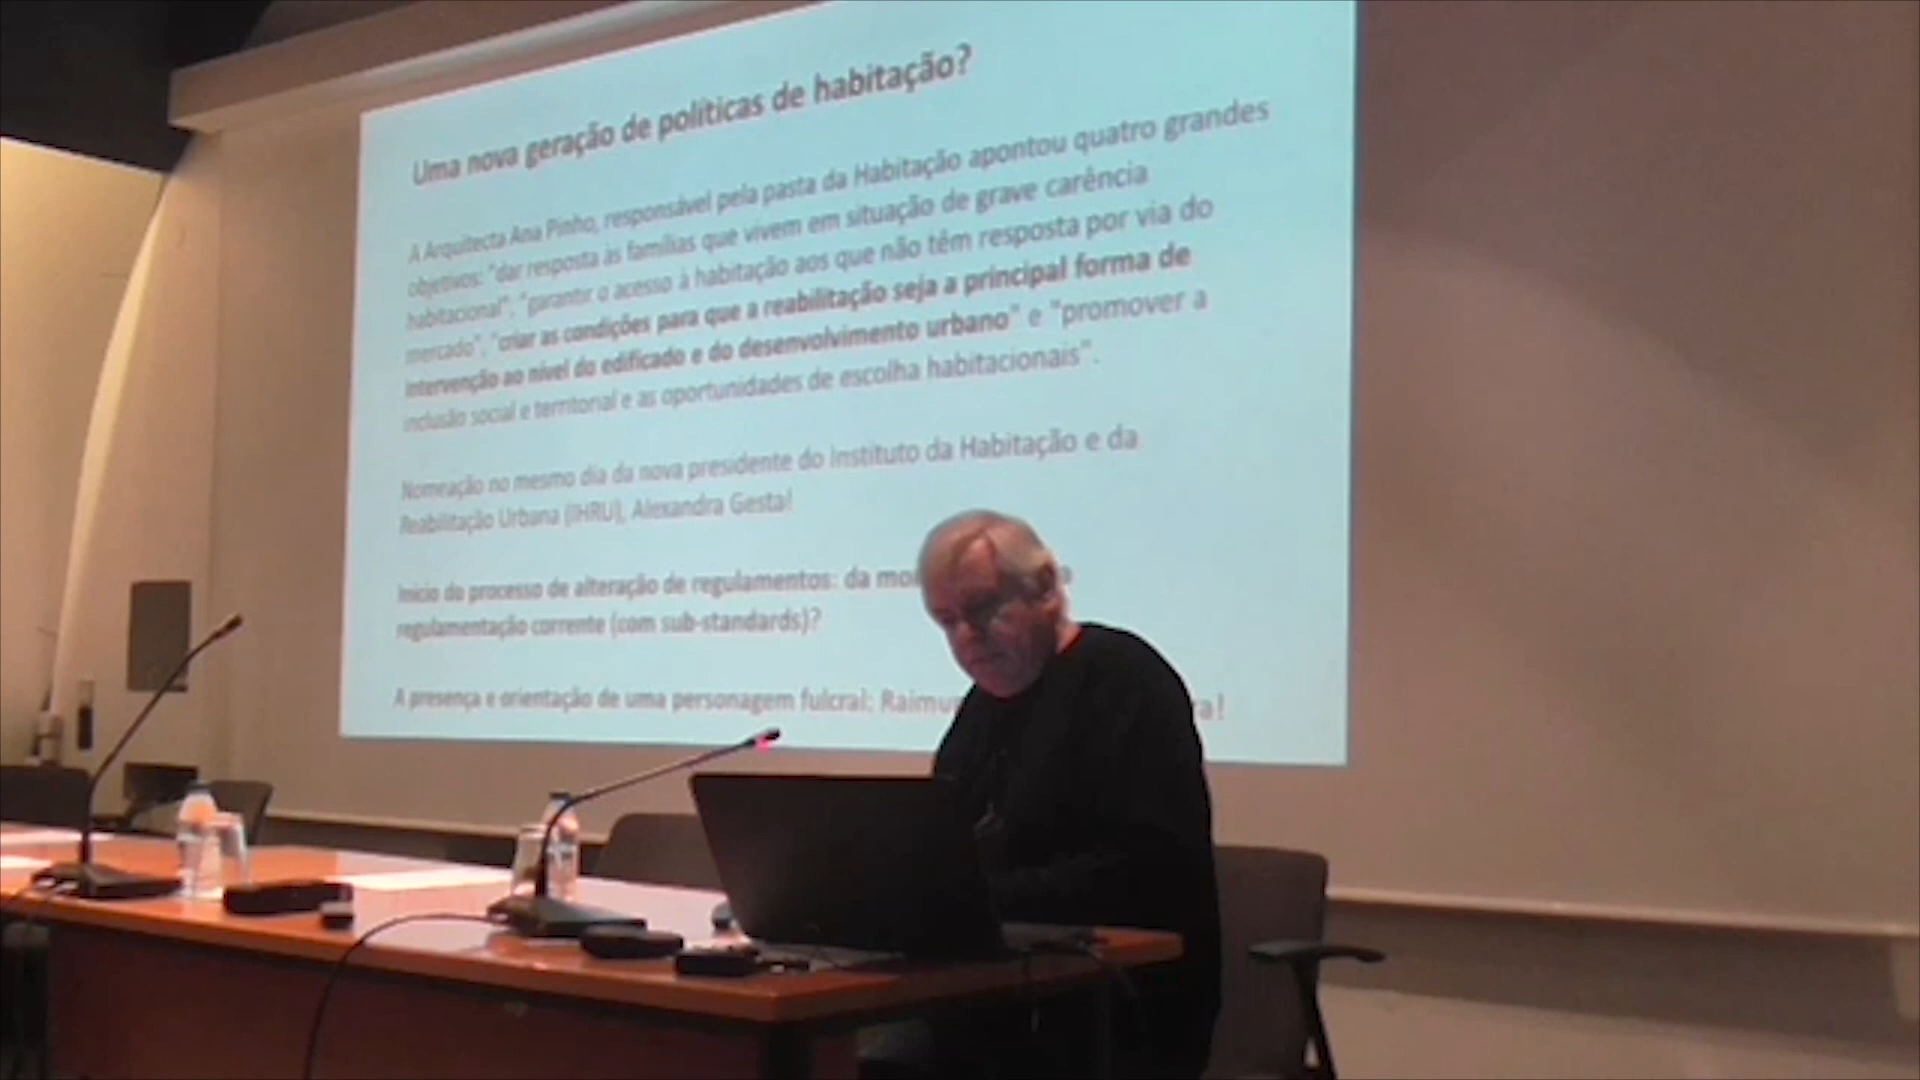 Uma nova geração de políticas de habitação?
A Arquitecta Ana Pinho, responsável pela pasta da Habitação apontou quatro grandes
objetivos: "dar resposta às famílias que vivem em situação de grave carência
habitacional", "garantir o acesso à habitação aos que não têm resposta por via do
mercado", "criar as condições para que a reabilitação seja a principal forma de
intervenção ao nível do edificado e do desenvolvimento urbano" e "promover a
inclusão social e territorial e as oportunidades de escolha habitacionais".
Nomeação no mesmo dia da nova presidente do Instituto da Habitação e da
Reabilitação Urbana (IHRU), Alexandra Gesta!
Início do processo de alteração de regulamentos: da
regulamentação corrente (com sub-standards)?
A presença e orientação de uma personagem fulcral: